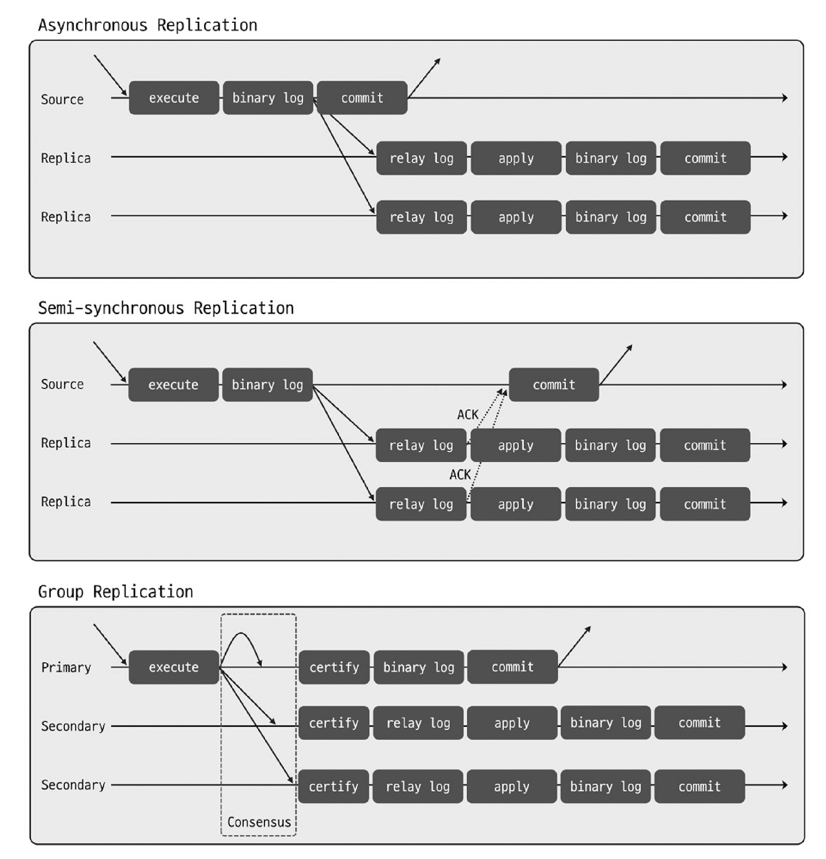 Asynchronous Replication
Source execute binary log commit
Replica relay log apply binary log commit
Replica relay log apply binary log commit
Semi-synchronous Replication
Source execute binary log commit
ACK
Replica relay log apply binary log commit
ACK
Replica relay log apply binary log commit
Group Replication
Primary execute certify binary log commit
Secondary certify relay log apply binary log commit
Secondary certify relay log apply binary log commit
Consensus